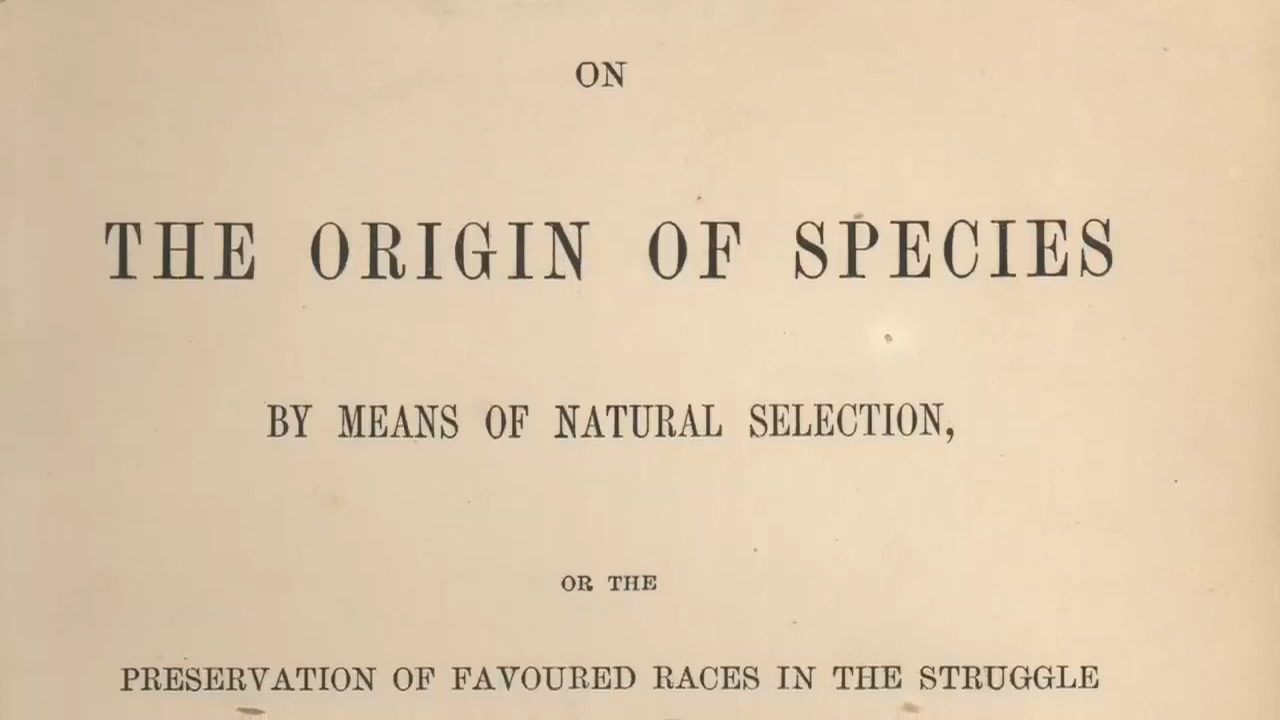 ON
THE ORIGIN OF SPECIES
BY MEANS OF NATURAL SELECTION,
OR THE
PRESERVATION OF FAVOURED RACES IN THE STRUGGLE